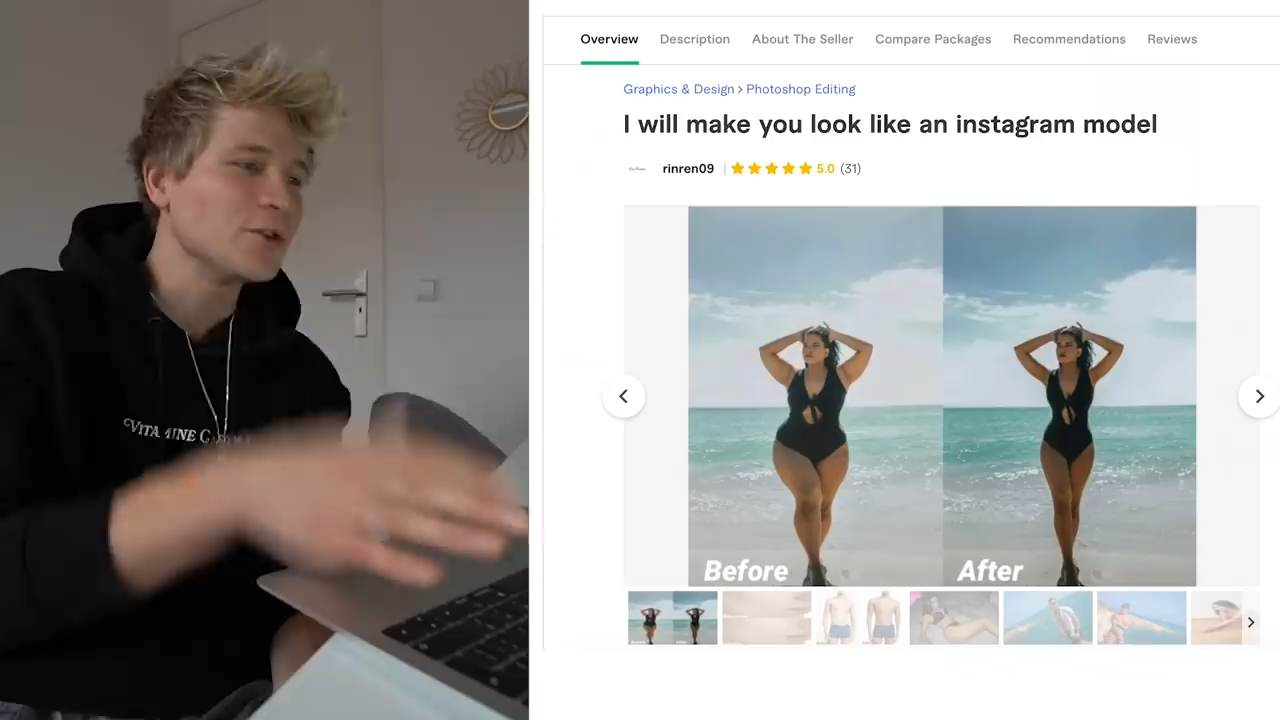 Overview Description About The Seller Compare Packages Recommendations Reviews
Graphics & Design › Photoshop Editing
I will make you look like an instagram model
rinren09 | 5.0 (31)
Before After
VITAMINE